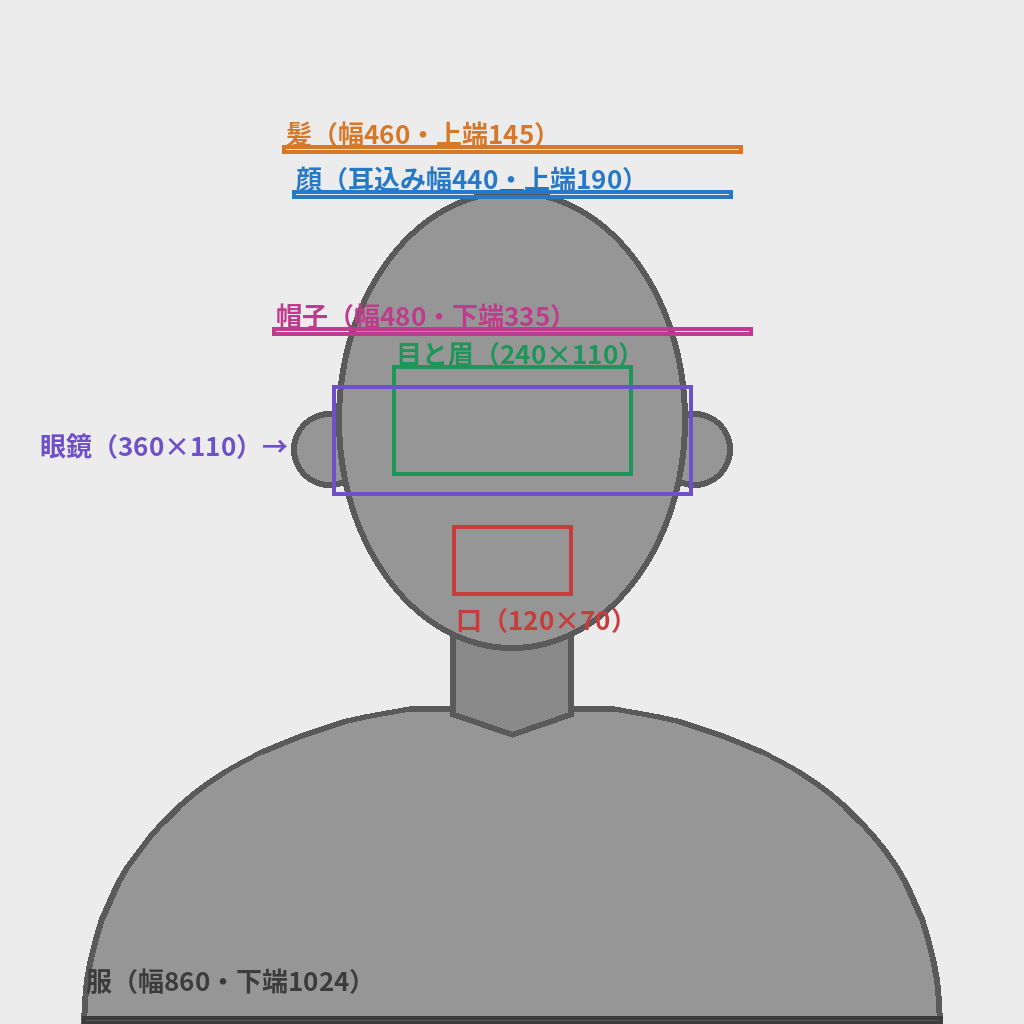 髪（幅460・上端145）
顔（耳込み幅440・上端190）
帽子（幅480・下端335）
目と眉（240×110）
眼鏡（360×110）→
口（120×70）
服（幅860・下端1024）